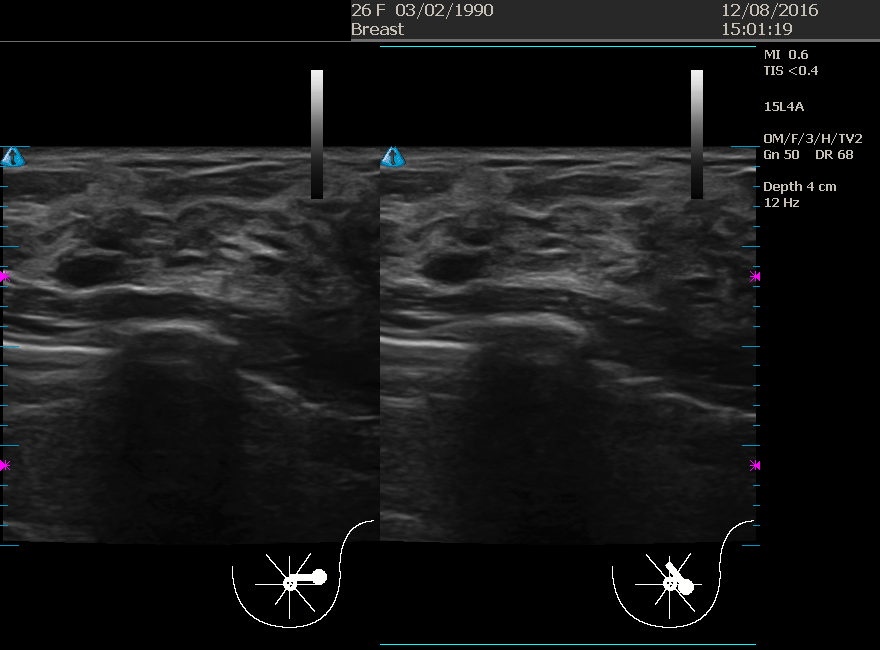 26 F 03/02/1990 12/08/2016
Breast 15:01:19
MI 0.6
TIS <0.4
15L4A
OM/F/3/H/TV2
Gn 50 DR 68
Depth 4 cm
12 Hz